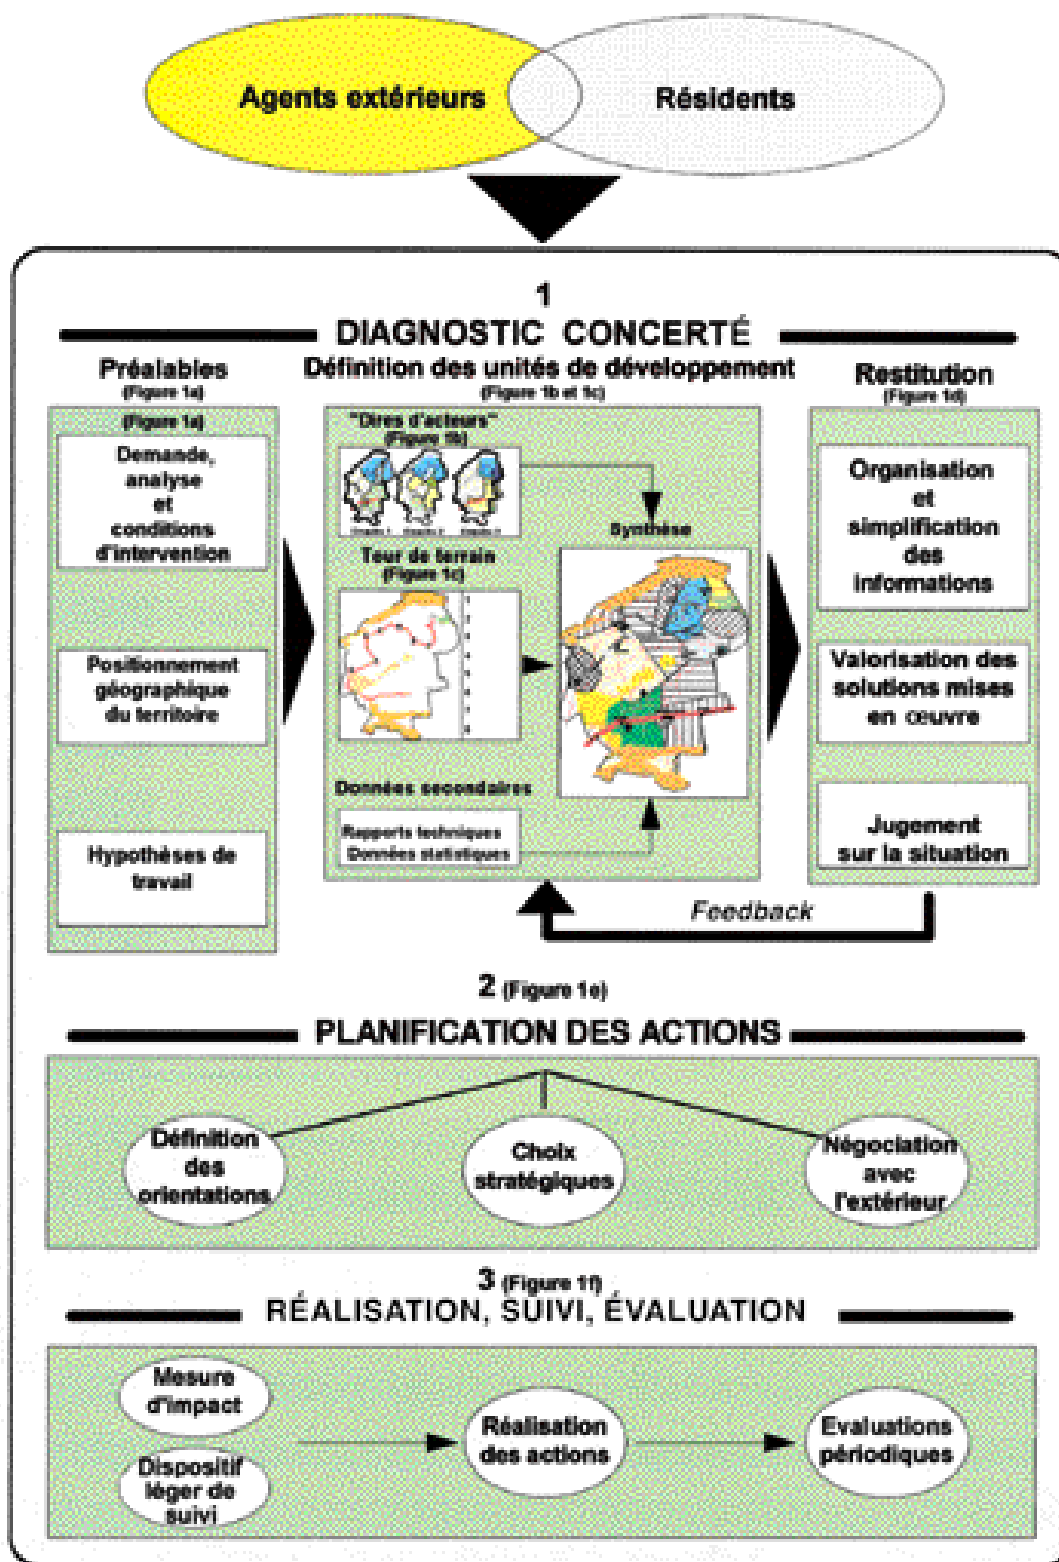 Agents extérieurs
Résidents
1
DIAGNOSTIC CONCERTÉ
Préalables
(Figure 1a)
Définition des unités de développement
(Figure 1b et 1c)
Restitution
(Figure 1d)
(Figure 1a)
Demande,
analyse
et
conditions
d'intervention
Positionnement
géographique
du territoire
Hypothèses de
travail
"Dires d'acteurs"
(Figure 1b)
Tour de terrain
(Figure 1c)
Synthèse
Données secondaires
Rapports techniques
Données statistiques
Organisation
et
simplification
des
informations
Valorisation des
solutions mises
en œuvre
Jugement
sur la situation
Feedback
2 (Figure 1e)
PLANIFICATION DES ACTIONS
Définition
des
orientations
Choix
stratégiques
Négociation
avec
l'extérieur
3 (Figure 1f)
RÉALISATION, SUIVI, ÉVALUATION
Mesure
d'impact
Dispositif
léger de
suivi
Réalisation
des actions
Evaluations
périodiques